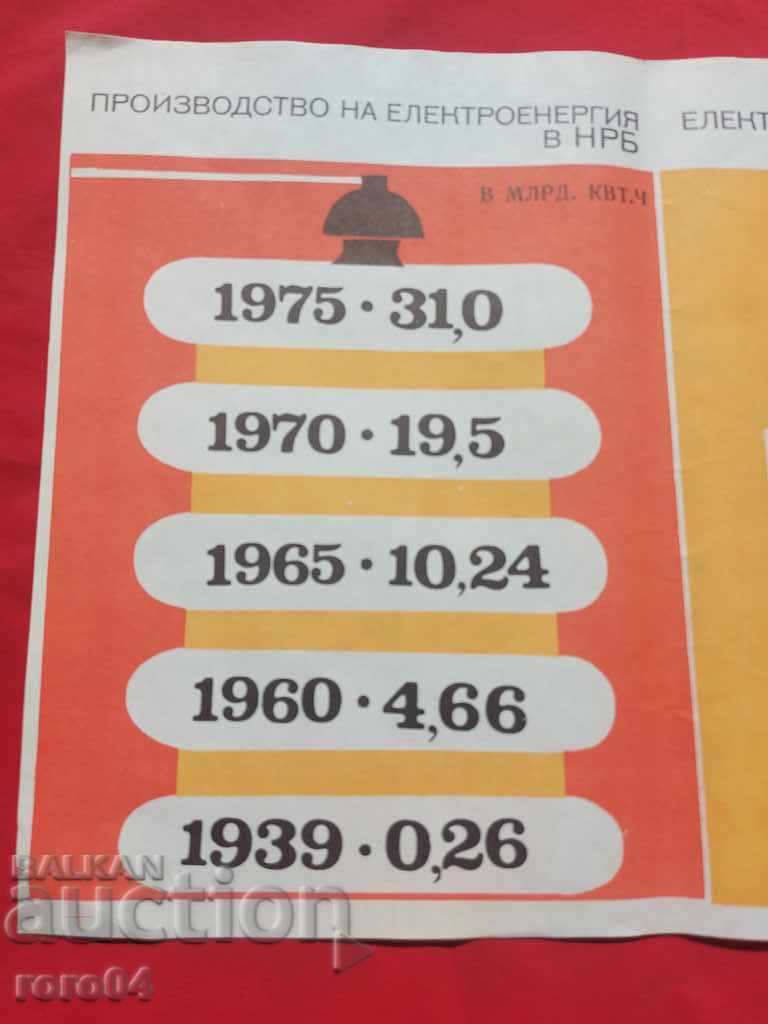 ПРОИЗВОДСТВО НА ЕЛЕКТРОЕНЕРГИЯ
В НРБ
ЕЛЕКТ
В МЛРД. КВТ.Ч
1975 · 31,0
1970 · 19,5
1965 · 10,24
1960 · 4,66
1939 · 0,26
BALKAN
auction
roro04